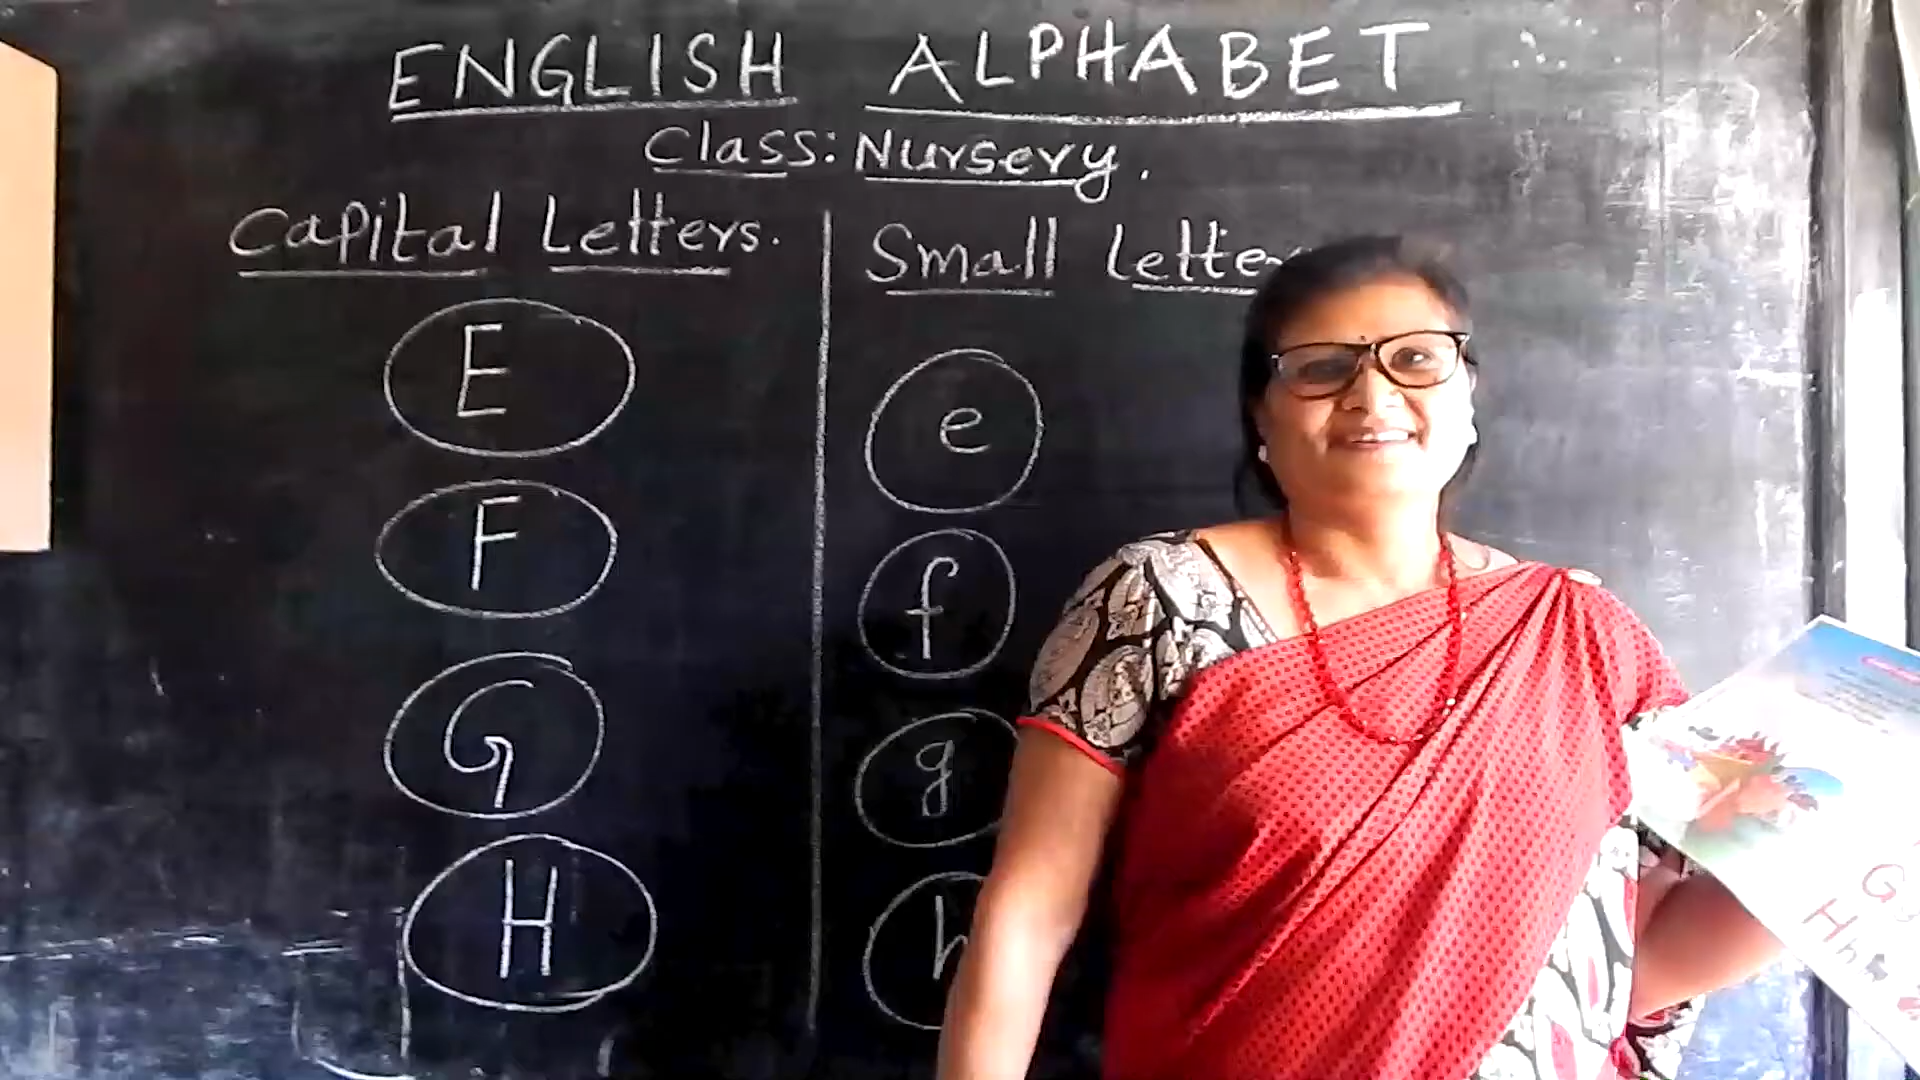 ENGLISH ALPHABET
Class: Nursery.
Capital Letters.
Small
E
e
F
f
G
g
H
h
G
H